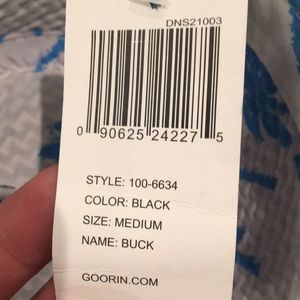 DNS21003
0 90625 24227 5
STYLE: 100-6634
COLOR: BLACK
SIZE: MEDIUM
NAME: BUCK
GOORIN.COM